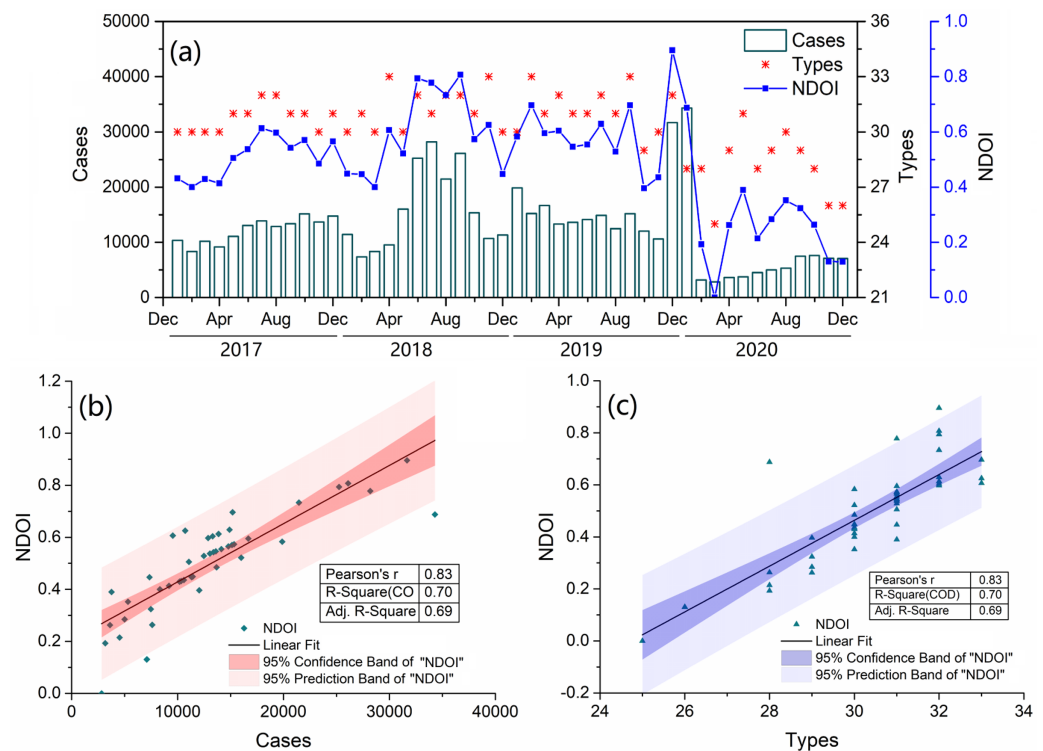 (a)
50000
40000
30000
20000
10000
0
Cases
36
33
30
27
24
21
Types
1.0
0.8
0.6
0.4
0.2
0.0
NDOI
Cases
Types
NDOI
Dec Apr Aug Dec Apr Aug Dec Apr Aug Dec Apr Aug Dec
2017 2018 2019 2020
(b)
1.2
1.0
0.8
0.6
0.4
0.2
0.0
NDOI
Pearson's r 0.83
R-Square(CO 0.70
Adj. R-Square 0.69
NDOI
Linear Fit
95% Confidence Band of "NDOI"
95% Prediction Band of "NDOI"
0 10000 20000 30000 40000
Cases
(c)
1.0
0.8
0.6
0.4
0.2
0.0
-0.2
NDOI
Pearson's r 0.83
R-Square(COD) 0.70
Adj. R-Square 0.69
NDOI
Linear Fit
95% Confidence Band of "NDOI"
95% Prediction Band of "NDOI"
24 26 28 30 32 34
Types